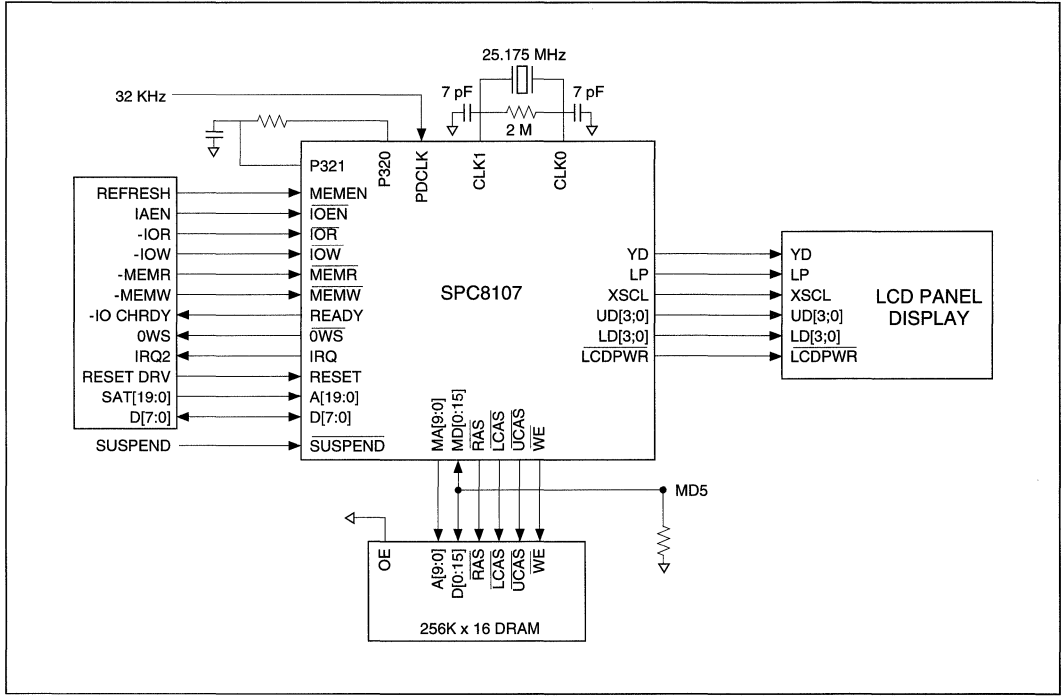 25.175 MHz
32 KHz
7 pF
7 pF
2 M
P321
P320
PDCLK
CLK1
CLK0
REFRESH
IAEN
-IOR
-IOW
-MEMR
-MEMW
-IO CHRDY
0WS
IRQ2
RESET DRV
SAT[19:0]
D[7:0]
SUSPEND
MEMEN
IOEN
IOR
IOW
MEMR
MEMW
READY
0WS
IRQ
RESET
A[19:0]
D[7:0]
SUSPEND
SPC8107
YD
LP
XSCL
UD[3;0]
LD[3;0]
LCDPWR
YD
LP
XSCL
UD[3;0]
LD[3;0]
LCDPWR
LCD PANEL
DISPLAY
MA[9:0]
MD[0:15]
RAS
LCAS
UCAS
WE
MD5
OE
A[9:0]
D[0:15]
RAS
LCAS
UCAS
WE
256K x 16 DRAM